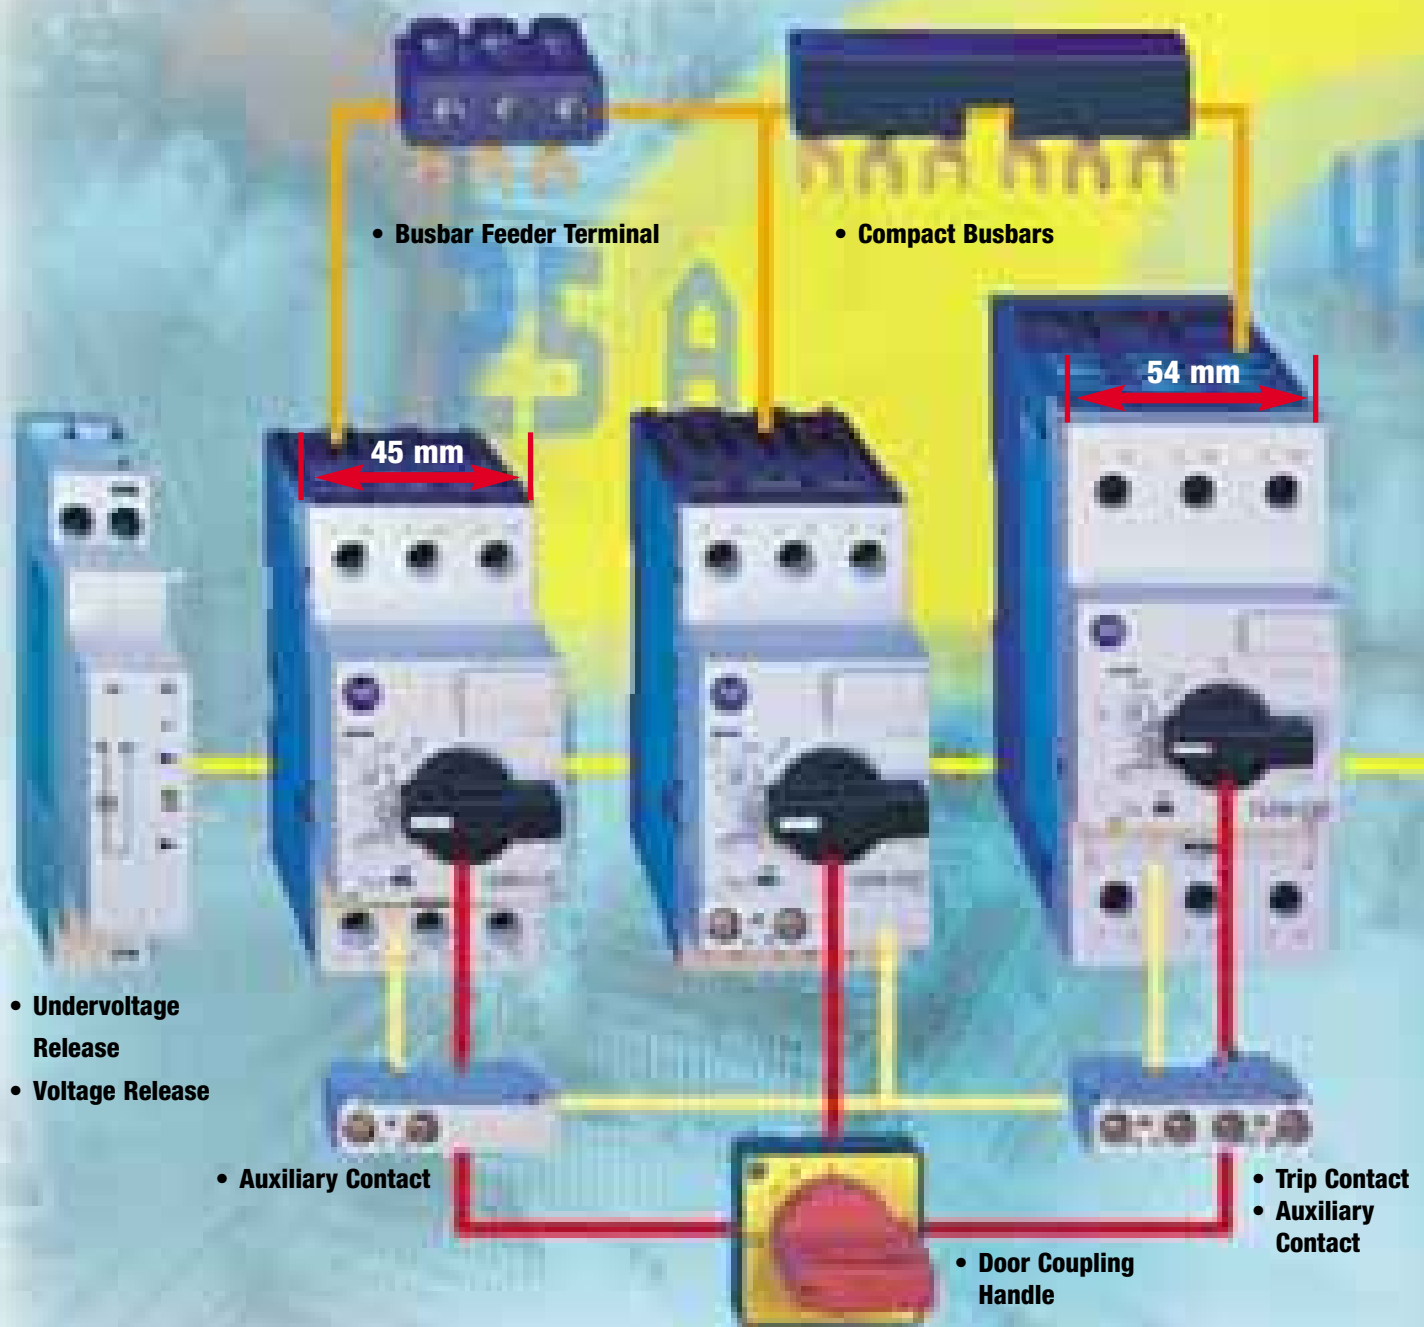 • Busbar Feeder Terminal
• Compact Busbars
54 mm
45 mm
• Undervoltage
Release
• Voltage Release
• Auxiliary Contact
• Trip Contact
• Auxiliary
Contact
• Door Coupling
Handle